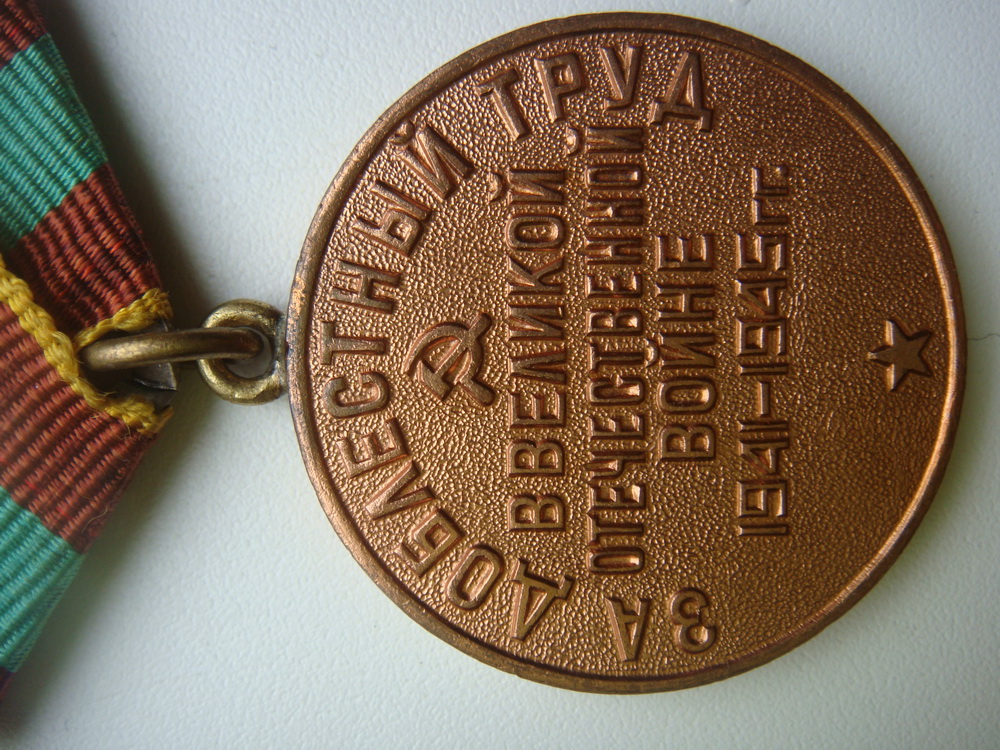 ЗА ДОБЛЕСТНЫЙ ТРУД
В ВЕЛИКОЙ
ОТЕЧЕСТВЕННОЙ
ВОЙНЕ
1941-1945гг.